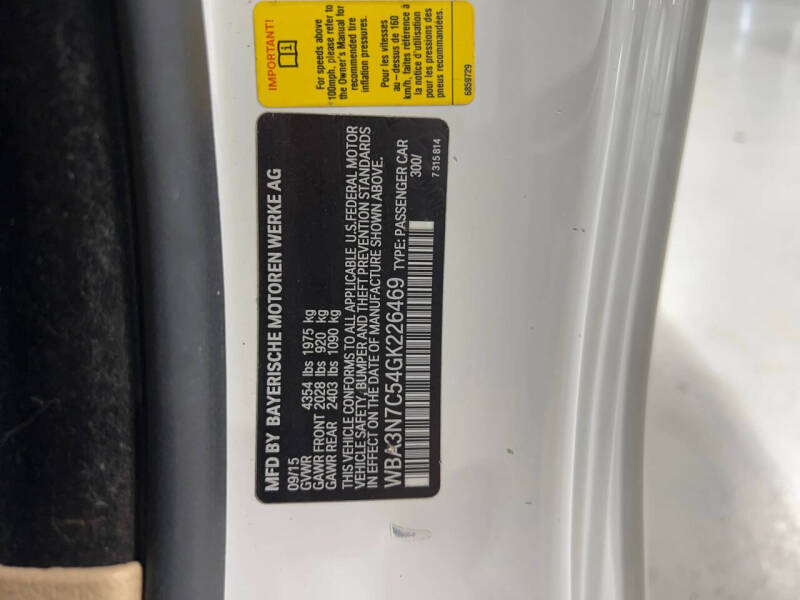 IMPORTANT!
For speeds above
100mph, please refer to
the Owner's Manual for
recommended tire
inflation pressures.
Pour les vitesses
au-dessus de 160
km/h, faites référence à
la notice d'utilisation
pour les pressions des
pneus recommandées.
6859729
MFD BY BAYERISCHE MOTOREN WERKE AG
09/15
GVWR 4354 lbs 1975 kg
GAWR FRONT 2028 lbs 920 kg
GAWR REAR 2403 lbs 1090 kg
THIS VEHICLE CONFORMS TO ALL APPLICABLE U.S.FEDERAL MOTOR
VEHICLE SAFETY, BUMPER AND THEFT PREVENTION STANDARDS
IN EFFECT ON THE DATE OF MANUFACTURE SHOWN ABOVE.
WBA3N7C54GK226469 TYPE: PASSENGER CAR
300/
7 315 814